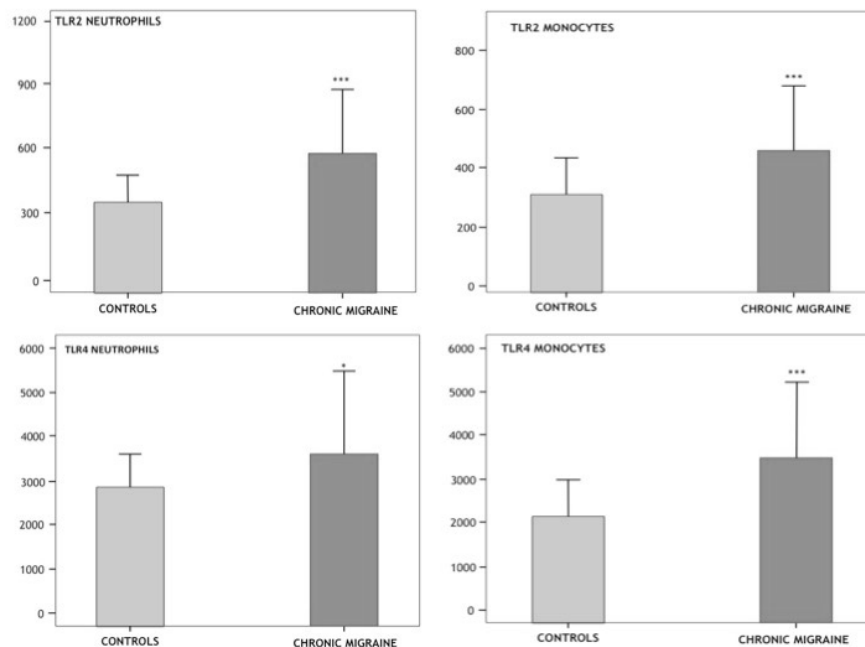 TLR2 NEUTROPHILS
1200
900
600
300
0
***
CONTROLS
CHRONIC MIGRAINE
TLR2 MONOCYTES
800
600
400
200
0
***
CONTROLS
CHRONIC MIGRAINE
TLR4 NEUTROPHILS
6000
5000
4000
3000
2000
1000
0
*
CONTROLS
CHRONIC MIGRAINE
TLR4 MONOCYTES
6000
5000
4000
3000
2000
1000
0
***
CONTROLS
CHRONIC MIGRAINE